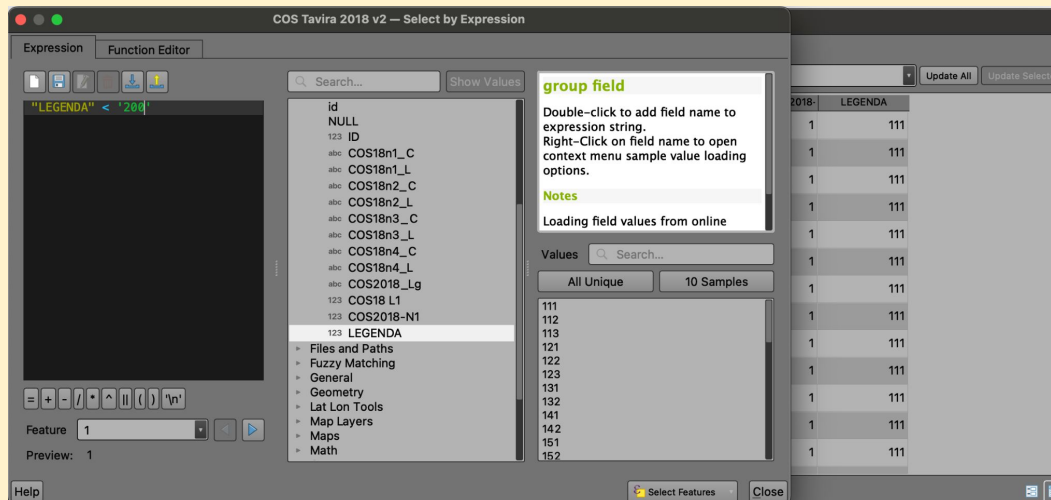 COS Tavira 2018 v2 — Select by Expression
Expression
Function Editor
"LEGENDA" < '200'
= + - / * ^ || ( ) '\n'
Feature 1
Preview: 1
Help
Search...
Show Values
id
NULL
123 ID
abc COS18n1_C
abc COS18n1_L
abc COS18n2_C
abc COS18n2_L
abc COS18n3_C
abc COS18n3_L
abc COS18n4_C
abc COS18n4_L
abc COS2018_Lg
123 COS18 L1
123 COS2018-N1
123 LEGENDA
Files and Paths
Fuzzy Matching
General
Geometry
Lat Lon Tools
Map Layers
Maps
Math
group field
Double-click to add field name to
expression string.
Right-Click on field name to open
context menu sample value loading
options.
Notes
Loading field values from online
Values Search...
All Unique
10 Samples
111
112
113
121
122
123
131
132
141
142
151
152
Select Features
Close
Update All
Update Select
2018- LEGENDA
1 111
1 111
1 111
1 111
1 111
1 111
1 111
1 111
1 111
1 111
1 111
1 111
1 111